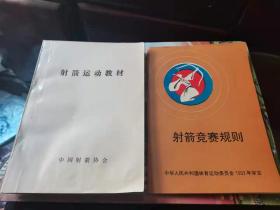 射箭运动教材
中国射箭协会
射箭竞赛规则
中华人民共和国体育运动委员会1991年审定